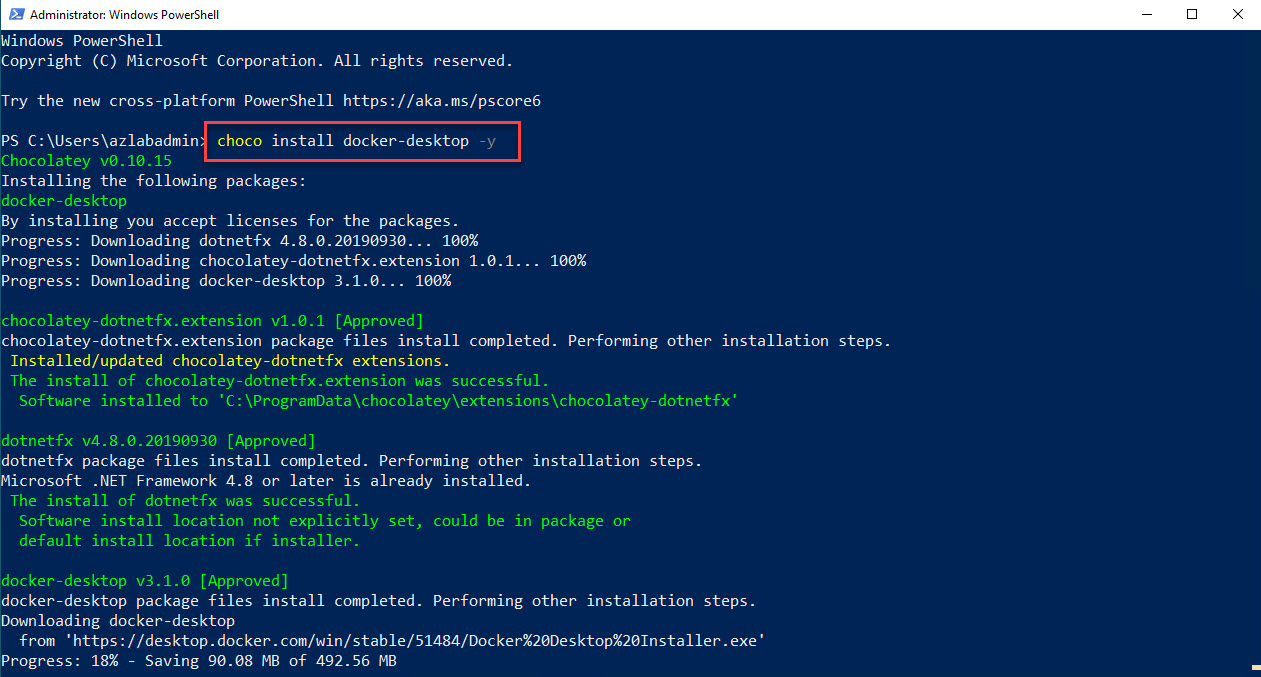 Administrator: Windows PowerShell
Windows PowerShell
Copyright (C) Microsoft Corporation. All rights reserved.
Try the new cross-platform PowerShell https://aka.ms/pscore6
PS C:\Users\azlabadmin> choco install docker-desktop -y
Chocolatey v0.10.15
Installing the following packages:
docker-desktop
By installing you accept licenses for the packages.
Progress: Downloading dotnetfx 4.8.0.20190930... 100%
Progress: Downloading chocolatey-dotnetfx.extension 1.0.1... 100%
Progress: Downloading docker-desktop 3.1.0... 100%
chocolatey-dotnetfx.extension v1.0.1 [Approved]
chocolatey-dotnetfx.extension package files install completed. Performing other installation steps.
 Installed/updated chocolatey-dotnetfx extensions.
 The install of chocolatey-dotnetfx.extension was successful.
  Software installed to 'C:\ProgramData\chocolatey\extensions\chocolatey-dotnetfx'
dotnetfx v4.8.0.20190930 [Approved]
dotnetfx package files install completed. Performing other installation steps.
Microsoft .NET Framework 4.8 or later is already installed.
 The install of dotnetfx was successful.
  Software install location not explicitly set, could be in package or
  default install location if installer.
docker-desktop v3.1.0 [Approved]
docker-desktop package files install completed. Performing other installation steps.
Downloading docker-desktop
  from 'https://desktop.docker.com/win/stable/51484/Docker%20Desktop%20Installer.exe'
Progress: 18% - Saving 90.08 MB of 492.56 MB